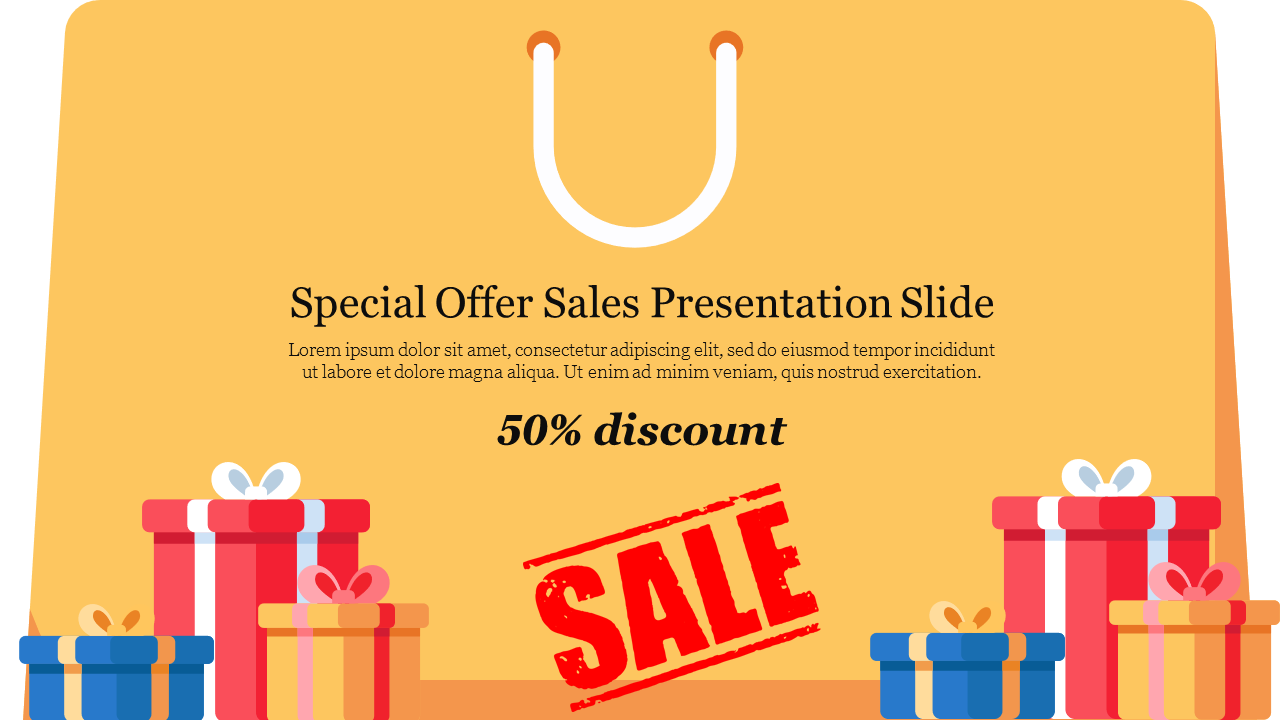 Special Offer Sales Presentation Slide
Lorem ipsum dolor sit amet, consectetur adipiscing elit, sed do eiusmod tempor incididunt
ut labore et dolore magna aliqua. Ut enim ad minim veniam, quis nostrud exercitation.
50% discount
SALE